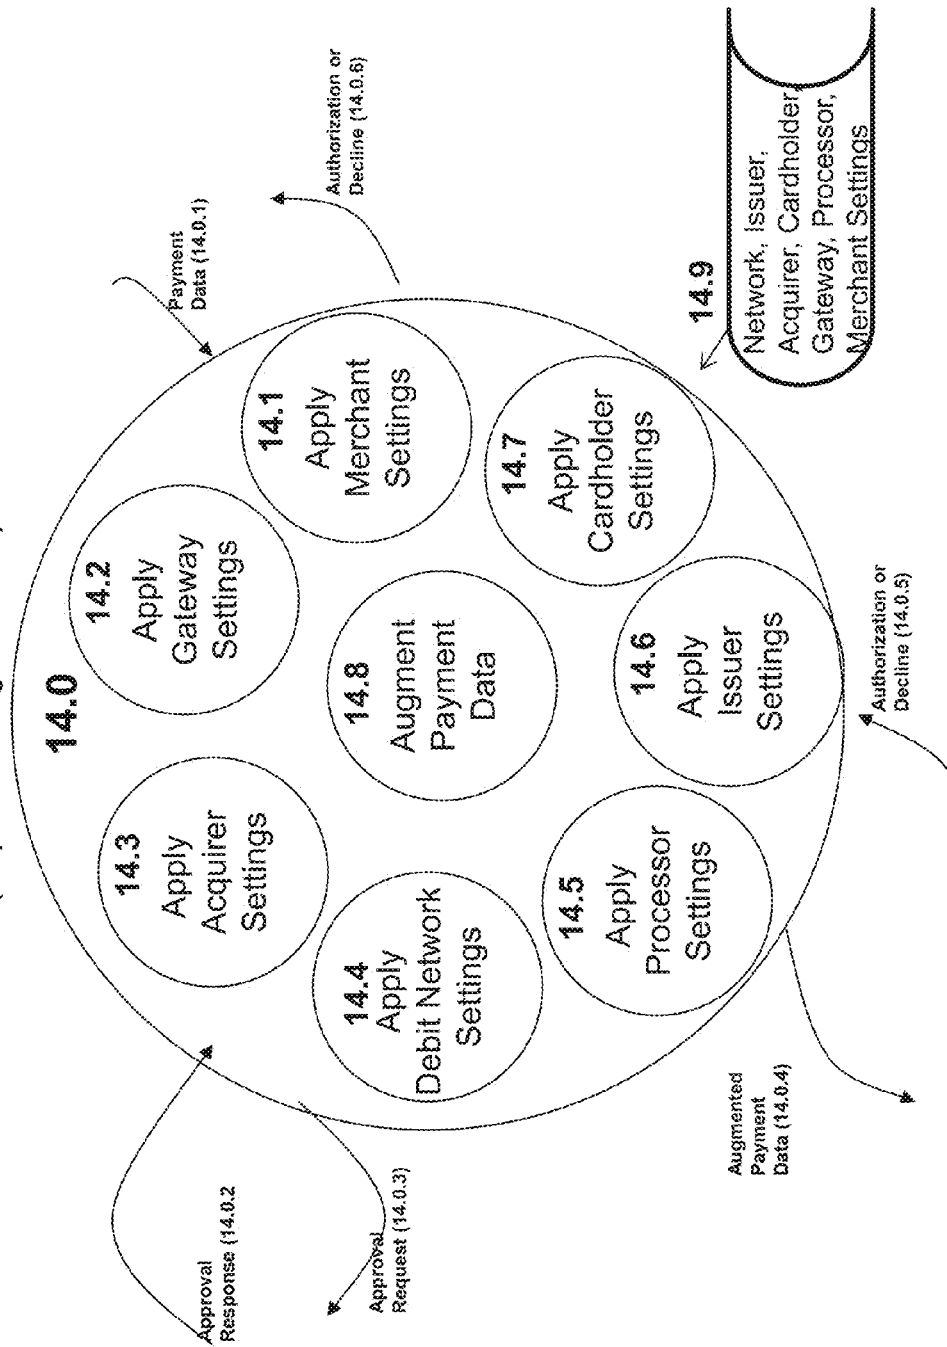 14.0
14.1
Apply
Merchant
Settings
14.2
Apply
Gateway
Settings
14.3
Apply
Acquirer
Settings
14.4
Apply
Debit Network
Settings
14.5
Apply
Processor
Settings
14.6
Apply
Issuer
Settings
14.7
Apply
Cardholder
Settings
14.8
Augment
Payment
Data
14.9
Network, Issuer,
Acquirer, Cardholder,
Gateway, Processor,
Merchant Settings
Payment
Data (14.0.1)
Approval
Response (14.0.2
Approval
Request (14.0.3)
Augmented
Payment
Data (14.0.4)
Authorization or
Decline (14.0.5)
Authorization or
Decline (14.0.6)